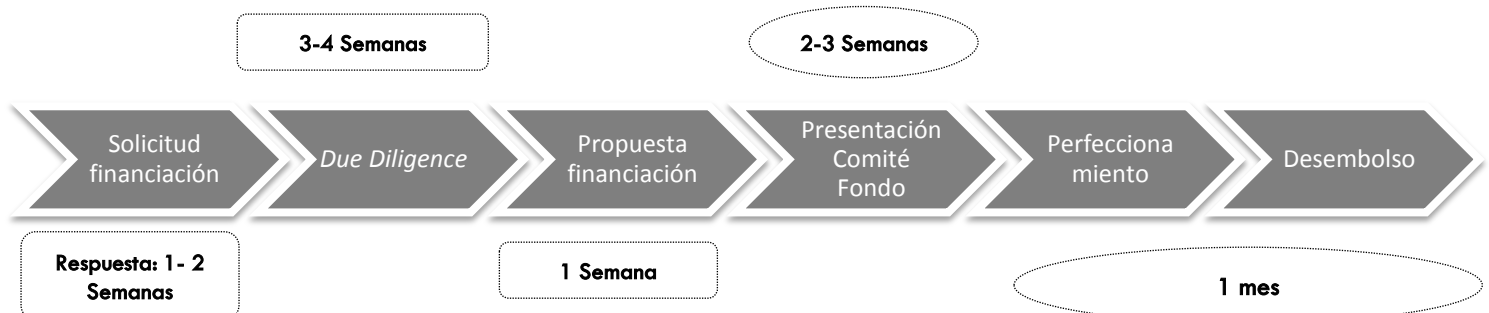 3-4 Semanas
2-3 Semanas
Solicitud
financiación
Due Diligence
Propuesta
financiación
Presentación
Comité
Fondo
Perfecciona
miento
Desembolso
Respuesta: 1- 2
Semanas
1 Semana
1 mes